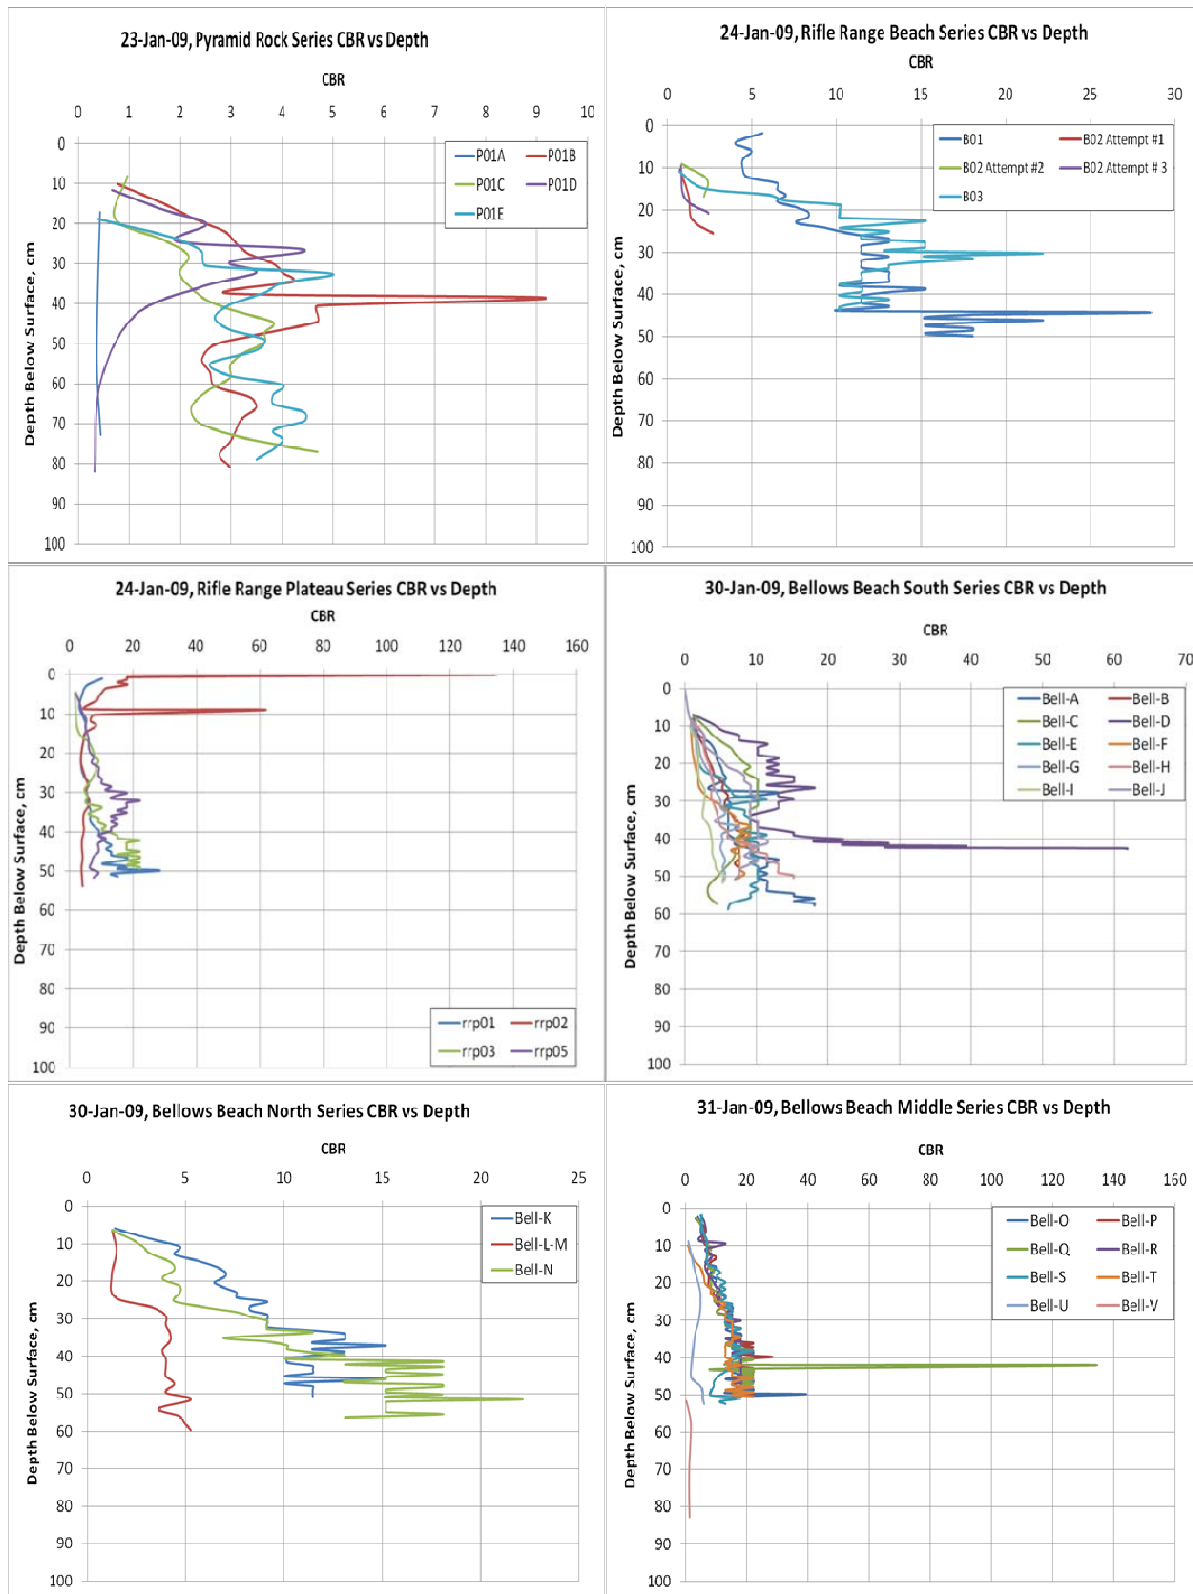 23-Jan-09, Pyramid Rock Series CBR vs Depth
CBR
0 1 2 3 4 5 6 7 8 9 10
0
10
20
30
40
50
60
70
80
90
100
Depth Below Surface, cm
P01A P01B
P01C P01D
P01E
24-Jan-09, Rifle Range Beach Series CBR vs Depth
CBR
0 5 10 15 20 25 30
0
10
20
30
40
50
60
70
80
90
100
Depth Below Surface, cm
B01 B02 Attempt #1
B02 Attempt #2 B02 Attempt #3
B03
24-Jan-09, Rifle Range Plateau Series CBR vs Depth
CBR
0 20 40 60 80 100 120 140 160
0
10
20
30
40
50
60
70
80
90
100
Depth Below Surface, cm
rrp01 rrp02
rrp03 rrp05
30-Jan-09, Bellows Beach South Series CBR vs Depth
CBR
0 10 20 30 40 50 60 70
0
10
20
30
40
50
60
70
80
90
100
Depth Below Surface, cm
Bell-A Bell-B
Bell-C Bell-D
Bell-E Bell-F
Bell-G Bell-H
Bell-I Bell-J
30-Jan-09, Bellows Beach North Series CBR vs Depth
CBR
0 5 10 15 20 25
0
10
20
30
40
50
60
70
80
90
100
Depth Below Surface, cm
Bell-K
Bell-L-M
Bell-N
31-Jan-09, Bellows Beach Middle Series CBR vs Depth
CBR
0 20 40 60 80 100 120 140 160
0
10
20
30
40
50
60
70
80
90
100
Depth Below Surface, cm
Bell-O Bell-P
Bell-Q Bell-R
Bell-S Bell-T
Bell-U Bell-V